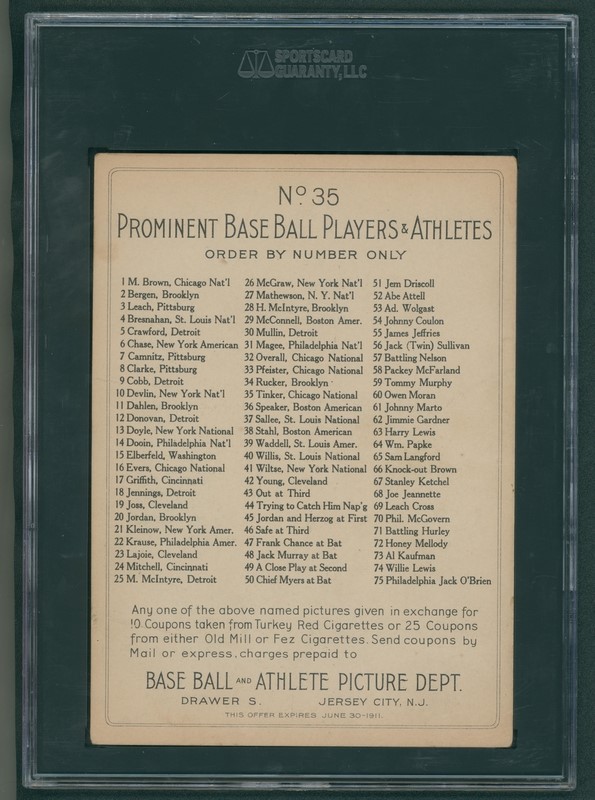 SPORTSCARD
GUARANTY, LLC
Nº 35
PROMINENT BASE BALL PLAYERS & ATHLETES
ORDER BY NUMBER ONLY
1 M. Brown, Chicago Nat'l
2 Bergen, Brooklyn
3 Leach, Pittsburg
4 Bresnahan, St. Louis Nat'l
5 Crawford, Detroit
6 Chase, New York American
7 Camnitz, Pittsburg
8 Clarke, Pittsburg
9 Cobb, Detroit
10 Devlin, New York Nat'l
11 Dahlen, Brooklyn
12 Donovan, Detroit
13 Doyle, New York National
14 Dooin, Philadelphia Nat'l
15 Elberfeld, Washington
16 Evers, Chicago National
17 Griffith, Cincinnati
18 Jennings, Detroit
19 Joss, Cleveland
20 Jordan, Brooklyn
21 Kleinow, New York Amer.
22 Krause, Philadelphia Amer.
23 Lajoie, Cleveland
24 Mitchell, Cincinnati
25 M. McIntyre, Detroit
26 McGraw, New York Nat'l
27 Mathewson, N. Y. Nat'l
28 H. McIntyre, Brooklyn
29 McConnell, Boston Amer.
30 Mullin, Detroit
31 Magee, Philadelphia Nat'l
32 Overall, Chicago National
33 Pfeister, Chicago National
34 Rucker, Brooklyn
35 Tinker, Chicago National
36 Speaker, Boston American
37 Sallee, St. Louis National
38 Stahl, Boston American
39 Waddell, St. Louis Amer.
40 Willis, St. Louis National
41 Wiltse, New York National
42 Young, Cleveland
43 Out at Third
44 Trying to Catch Him Nap'g
45 Jordan and Herzog at First
46 Safe at Third
47 Frank Chance at Bat
48 Jack Murray at Bat
49 A Close Play at Second
50 Chief Myers at Bat
51 Jem Driscoll
52 Abe Attell
53 Ad. Wolgast
54 Johnny Coulon
55 James Jeffries
56 Jack (Twin) Sullivan
57 Battling Nelson
58 Packey McFarland
59 Tommy Murphy
60 Owen Moran
61 Johnny Marto
62 Jimmie Gardner
63 Harry Lewis
64 Wm. Papke
65 Sam Langford
66 Knock-out Brown
67 Stanley Ketchel
68 Joe Jeannette
69 Leach Cross
70 Phil. McGovern
71 Battling Hurley
72 Honey Mellody
73 Al Kaufman
74 Willie Lewis
75 Philadelphia Jack O'Brien
Any one of the above named pictures given in exchange for
10 Coupons taken from Turkey Red Cigarettes or 25 Coupons
from either Old Mill or Fez Cigarettes. Send coupons by
Mail or express, charges prepaid to
BASE BALL AND ATHLETE PICTURE DEPT.
DRAWER S. JERSEY CITY, N.J.
THIS OFFER EXPIRES JUNE 30-1911.